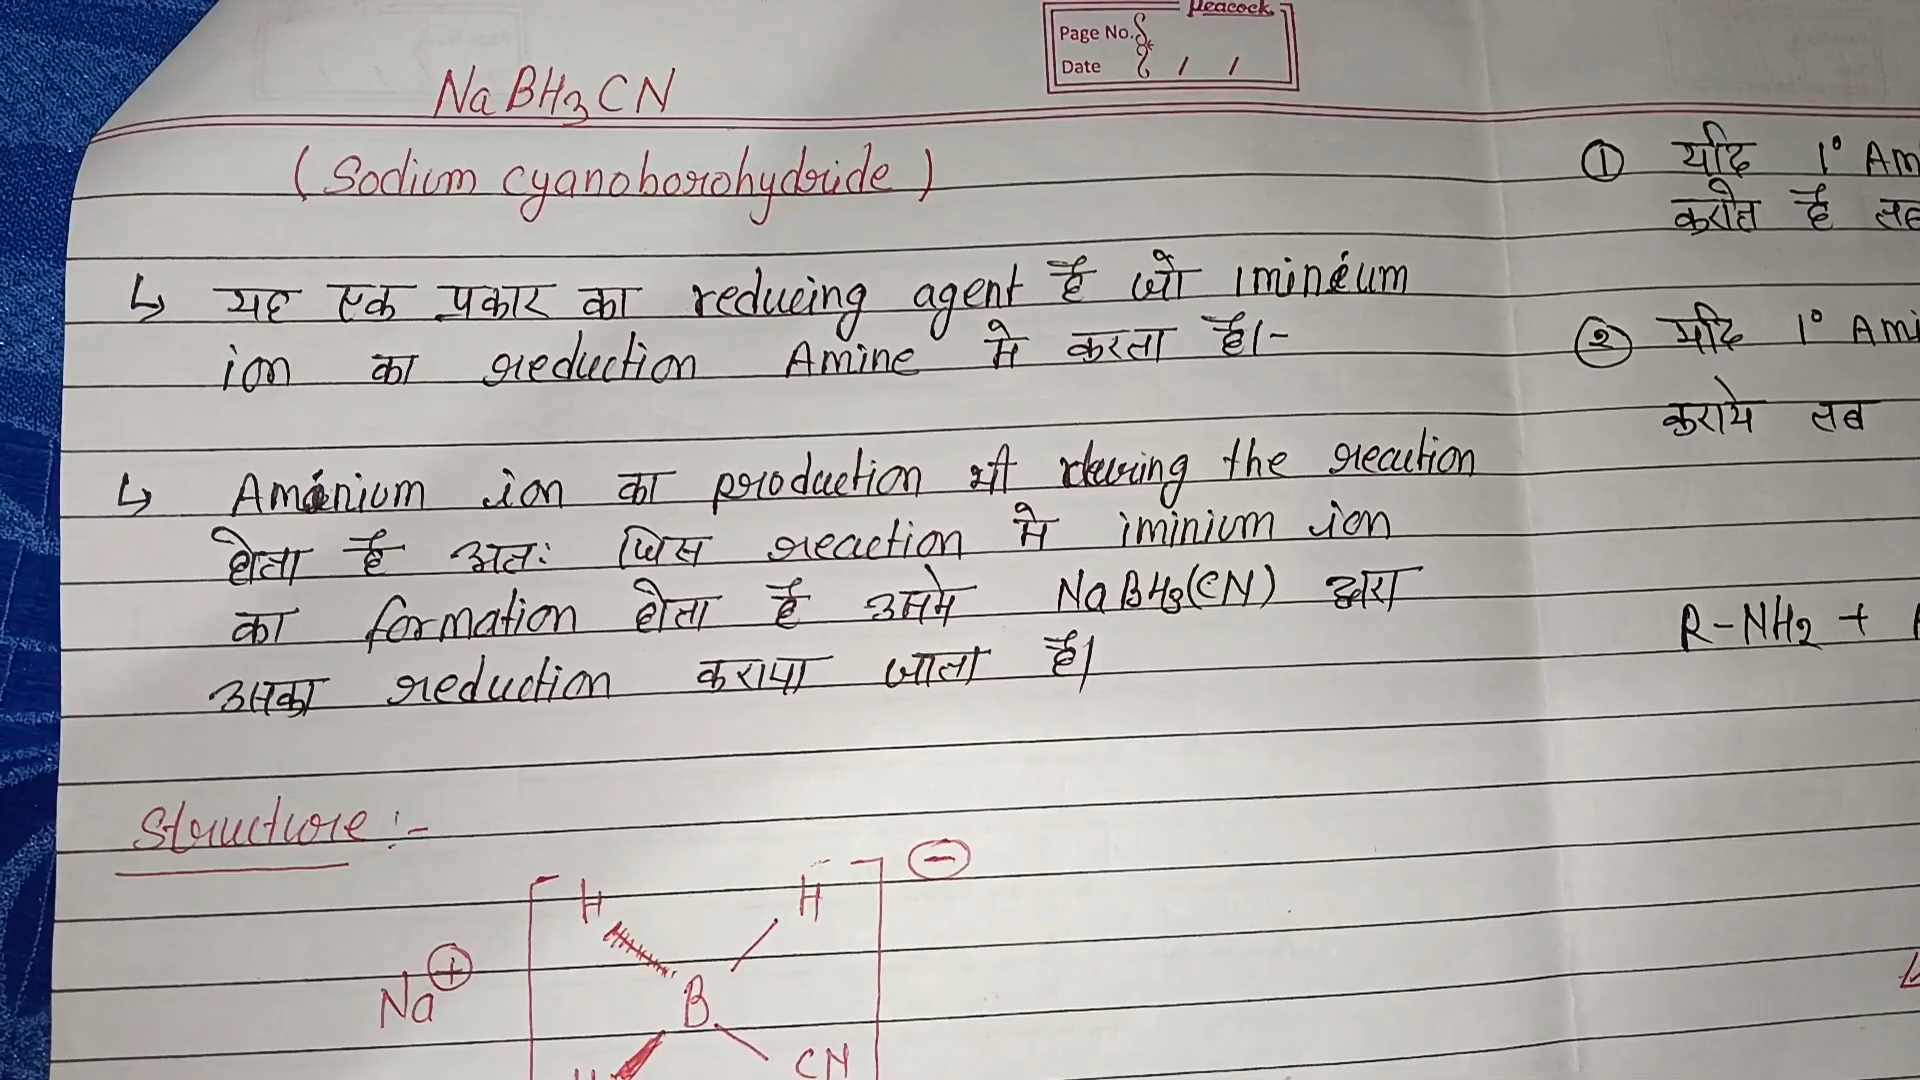 Peacock
Page No.
Date / /
NaBH3CN
(Sodium cyanoborohydride)
↳ यह एक प्रकार का reducing agent है जो iminium
ion का reduction Amine मे करता है।-
↳ Aminium ion का production भी during the reaction
होता है अतः जिस reaction मे iminium ion
का formation होता है उसमे NaBH3(CN) द्वारा
उसका reduction कराया जाता है।
Structure :-
H H ⊖
Na⊕ B
CN
① यदि 1° Am
कराते है तब
② यदि 1° Ami
कराये तब
R-NH2 +